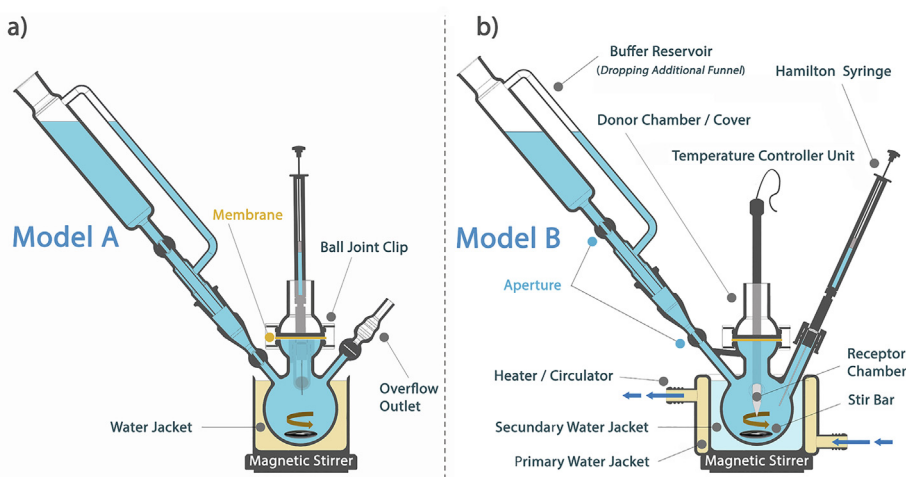 a)
Model A
Membrane
Ball Joint Clip
Overflow
Outlet
Water Jacket
Magnetic Stirrer
b)
Buffer Reservoir
(Dropping Additional Funnel)
Hamilton Syringe
Donor Chamber / Cover
Temperature Controller Unit
Model B
Aperture
Heater / Circulator
Receptor
Chamber
Stir Bar
Secundary Water Jacket
Primary Water Jacket
Magnetic Stirrer